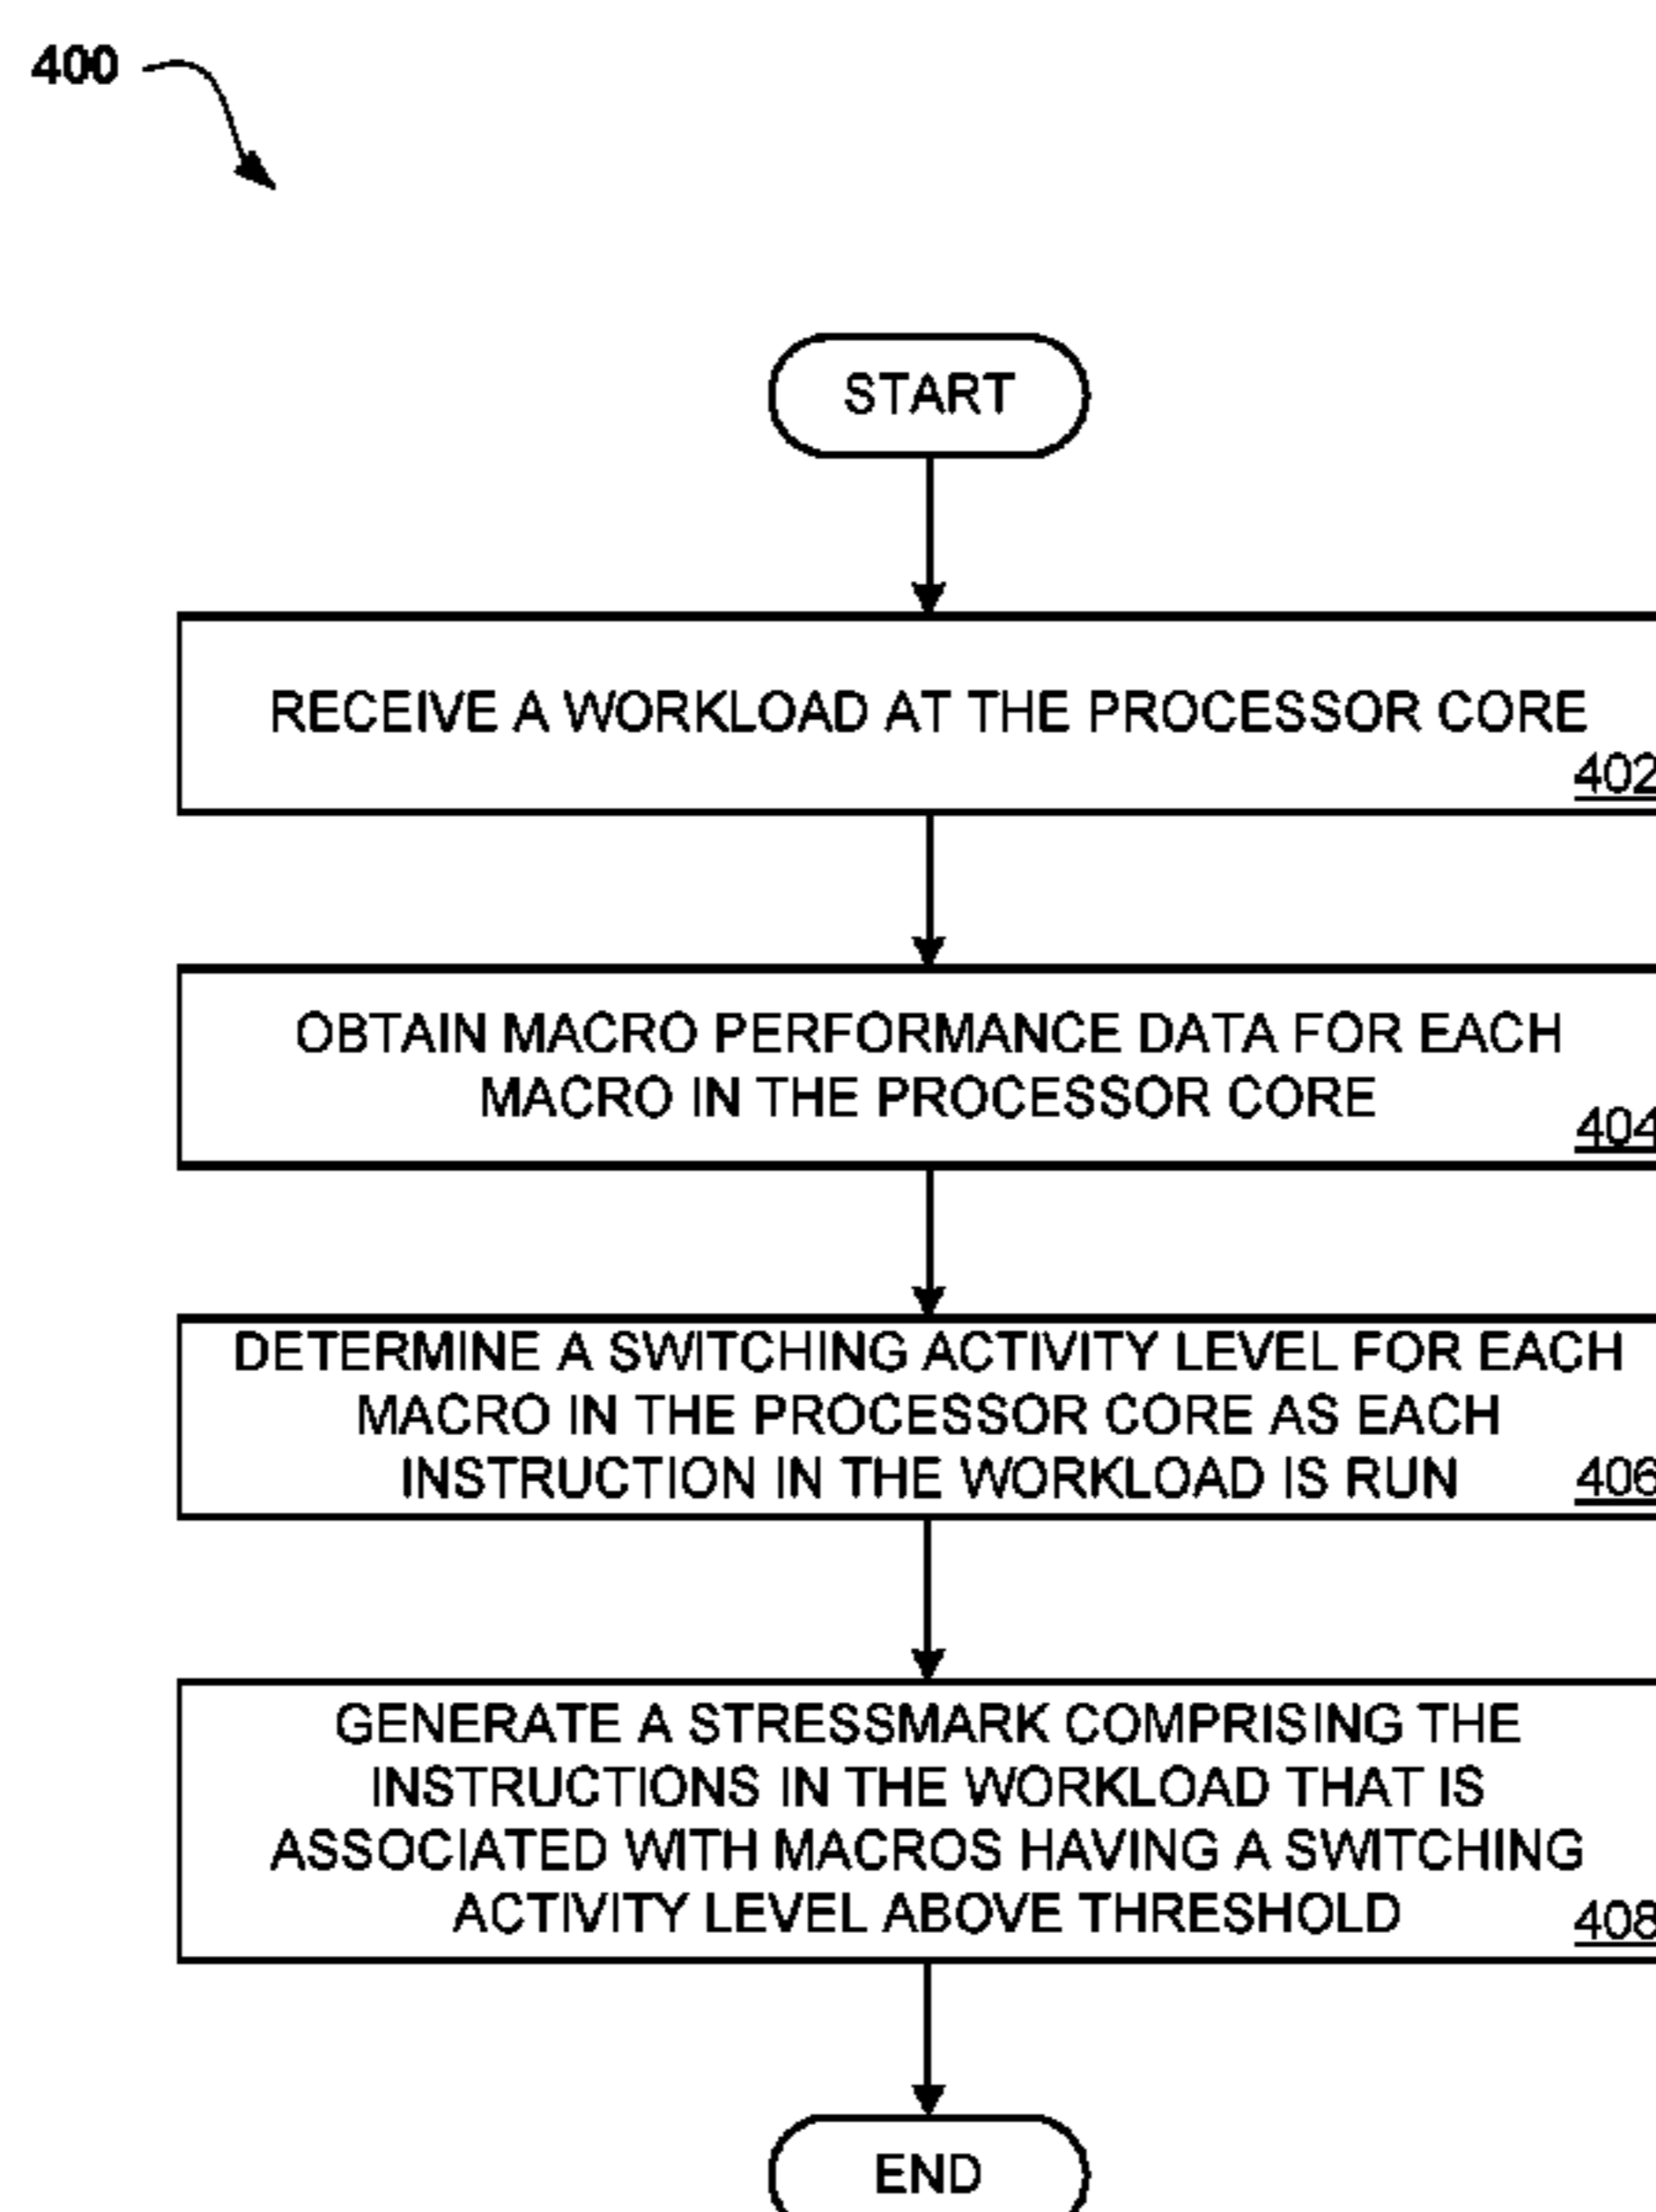 400
START
RECEIVE A WORKLOAD AT THE PROCESSOR CORE
402
OBTAIN MACRO PERFORMANCE DATA FOR EACH
MACRO IN THE PROCESSOR CORE
404
DETERMINE A SWITCHING ACTIVITY LEVEL FOR EACH
MACRO IN THE PROCESSOR CORE AS EACH
INSTRUCTION IN THE WORKLOAD IS RUN
406
GENERATE A STRESSMARK COMPRISING THE
INSTRUCTIONS IN THE WORKLOAD THAT IS
ASSOCIATED WITH MACROS HAVING A SWITCHING
ACTIVITY LEVEL ABOVE THRESHOLD
408
END